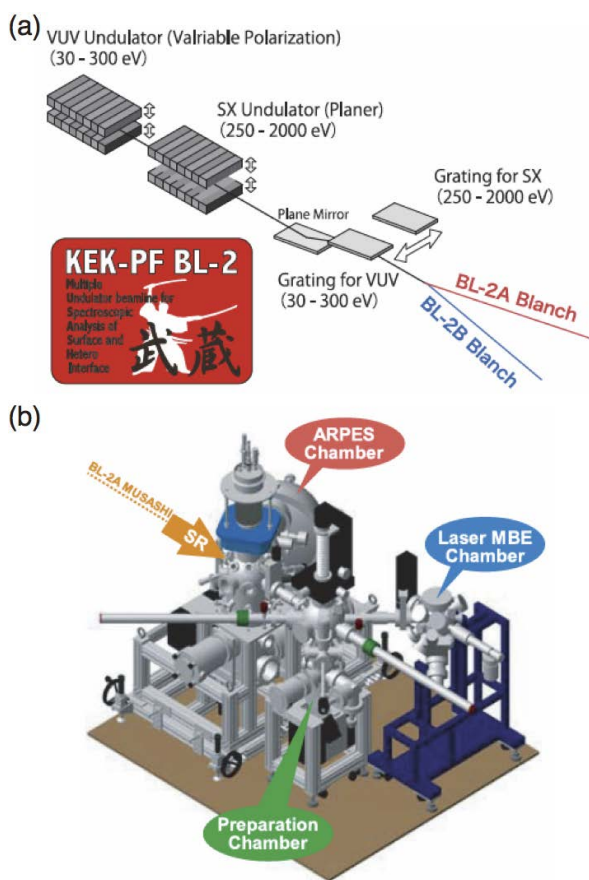 (a)
VUV Undulator (Valriable Polarization)
(30 - 300 eV)
SX Undulator (Planer)
(250 - 2000 eV)
Grating for SX
(250 - 2000 eV)
Plane Mirror
Grating for VUV
(30 - 300 eV)
BL-2A Blanch
BL-2B Blanch
KEK-PF BL-2
Multiple
Undulator beamline for
Spectroscopic
Analysis of
Surface and
Hetero
Interface
武蔵
(b)
ARPES
Chamber
BL-2A MUSASHI
SR
Laser MBE
Chamber
Preparation
Chamber